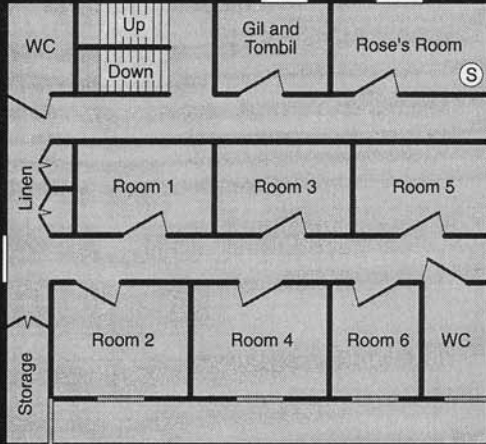 WC
Up
Down
Gil and
Tombil
Rose's Room
S
Linen
Room 1
Room 3
Room 5
Storage
Room 2
Room 4
Room 6
WC